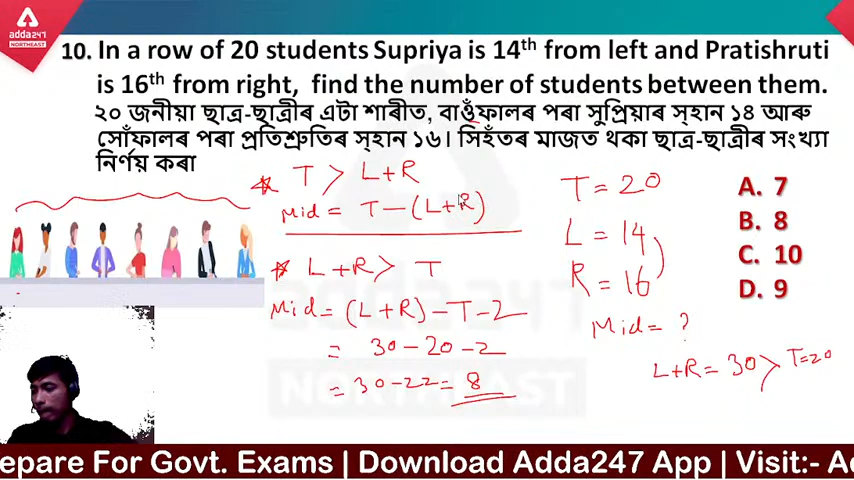 adda247
NORTHEAST
10. In a row of 20 students Supriya is 14th from left and Pratishruti
is 16th from right, find the number of students between them.
২০ জনীয়া ছাত্ৰ-ছাত্ৰীৰ এটা শাৰীত, বাওঁফালৰ পৰা সুপ্ৰিয়াৰ স্হান ১৪ আৰু
সোঁফালৰ পৰা প্ৰতিশ্ৰুতিৰ স্হান ১৬। সিহঁতৰ মাজত থকা ছাত্ৰ-ছাত্ৰীৰ সংখ্যা
নিৰ্ণয় কৰা
T > L+R
Mid = T-(L+R)
L+R > T
Mid = (L+R)-T-2
= 30-20-2
= 30-22= 8
T = 20
L = 14
R = 16
Mid = ?
L+R = 30 > T=20
A. 7
B. 8
C. 10
D. 9
adda247
NORTHEAST
epare For Govt. Exams | Download Adda247 App | Visit:- A